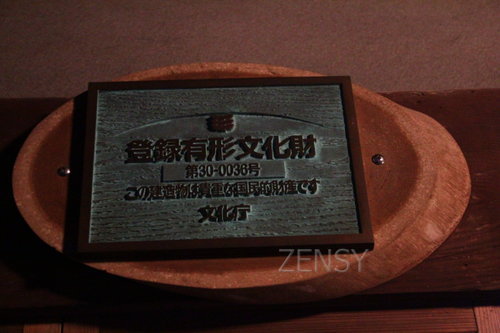 登録有形文化財
第30-0036号
この建造物は貴重な国民的財産です
文化庁
ZENSY